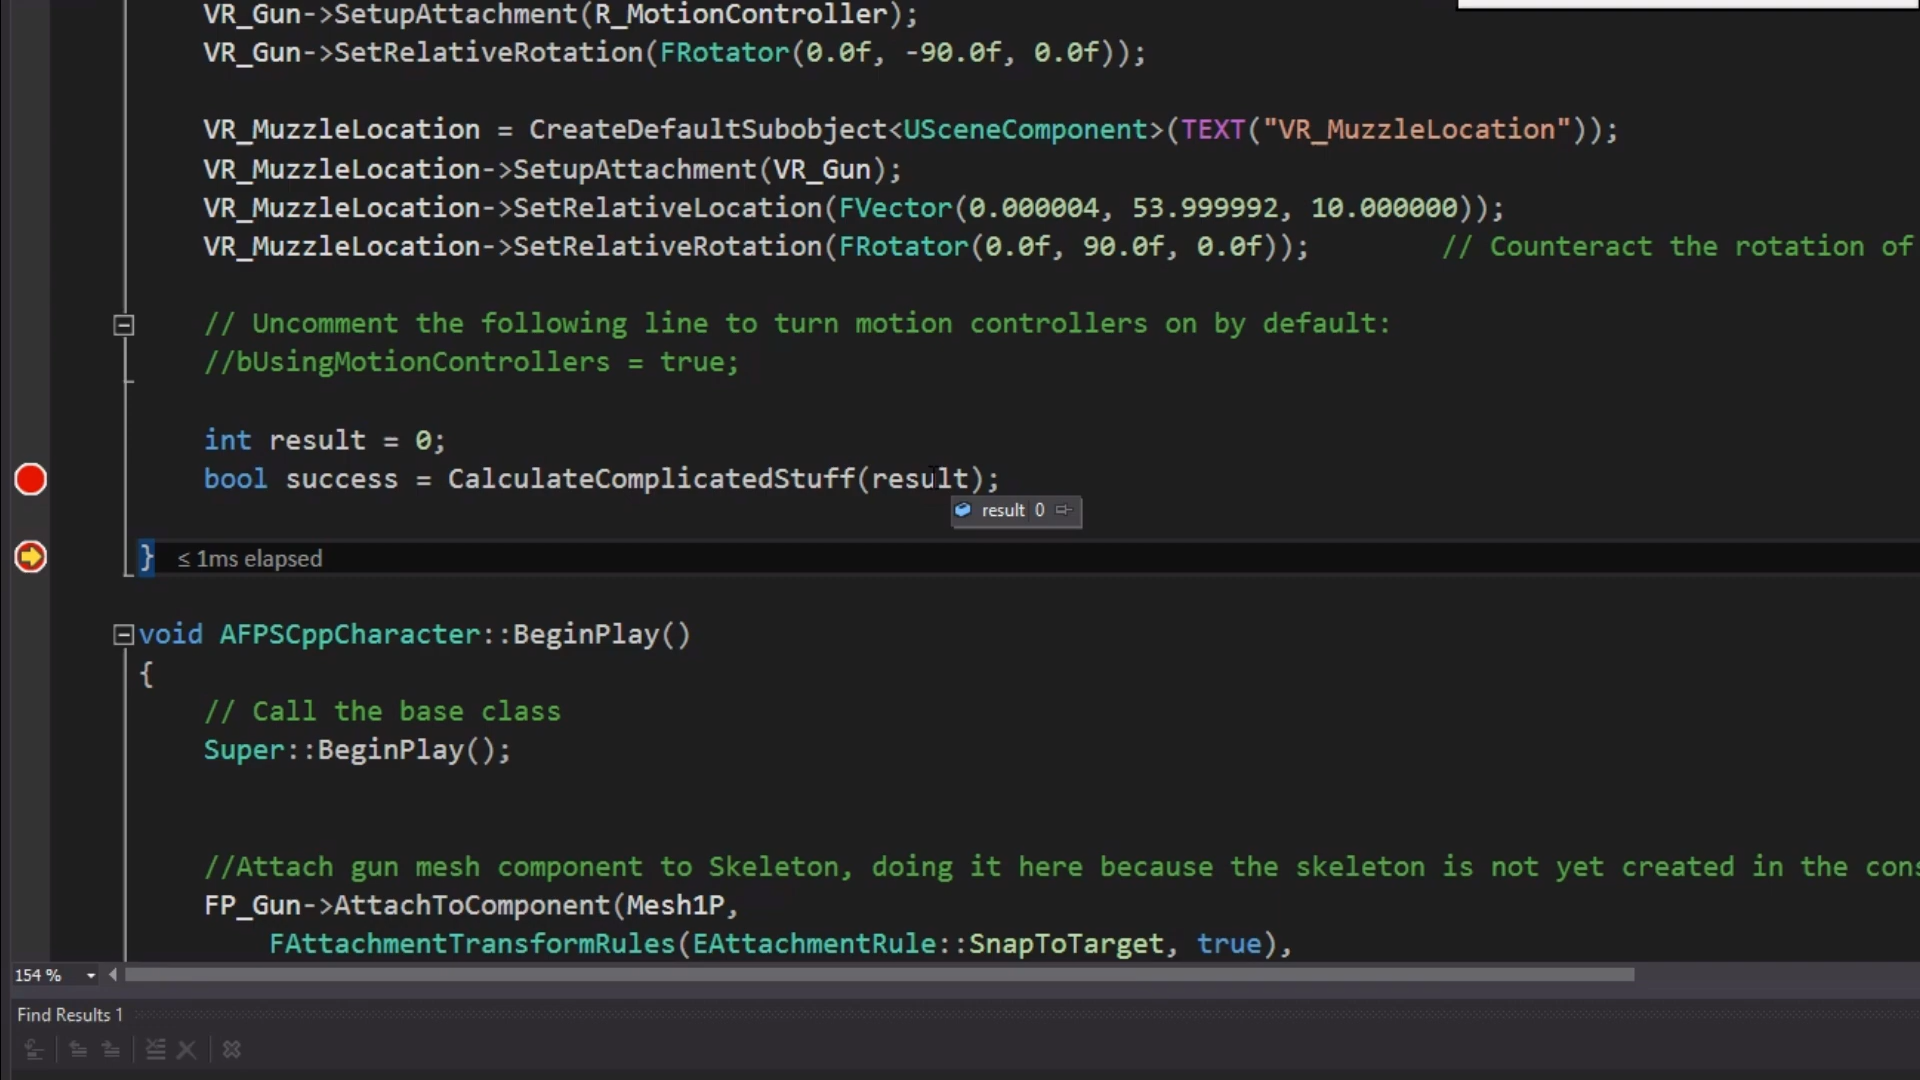 VR_Gun->SetupAttachment(R_MotionController);
VR_Gun->SetRelativeRotation(FRotator(0.0f, -90.0f, 0.0f));
VR_MuzzleLocation = CreateDefaultSubobject<USceneComponent>(TEXT("VR_MuzzleLocation"));
VR_MuzzleLocation->SetupAttachment(VR_Gun);
VR_MuzzleLocation->SetRelativeLocation(FVector(0.000004, 53.999992, 10.000000));
VR_MuzzleLocation->SetRelativeRotation(FRotator(0.0f, 90.0f, 0.0f)); // Counteract the rotation of
// Uncomment the following line to turn motion controllers on by default:
//bUsingMotionControllers = true;
int result = 0;
bool success = CalculateComplicatedStuff(result);
result 0
} ≤ 1ms elapsed
void AFPSCppCharacter::BeginPlay()
{
// Call the base class
Super::BeginPlay();
//Attach gun mesh component to Skeleton, doing it here because the skeleton is not yet created in the cons
FP_Gun->AttachToComponent(Mesh1P,
FAttachmentTransformRules(EAttachmentRule::SnapToTarget, true),
154 %
Find Results 1